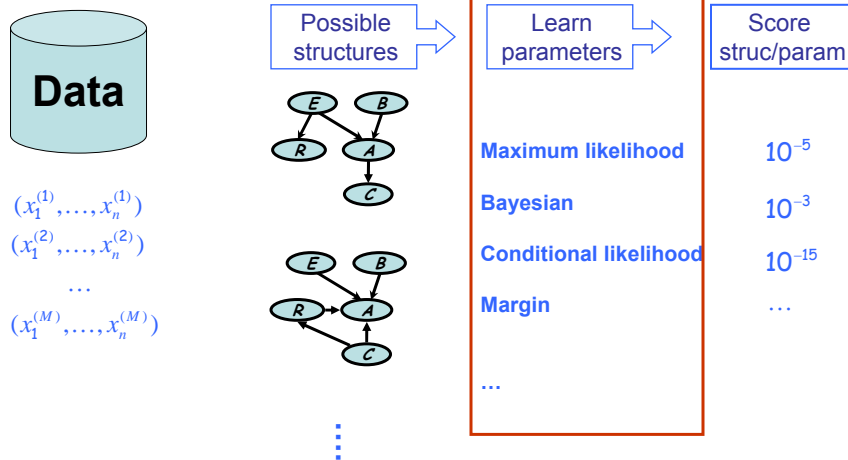 Possible structures
Learn parameters
Score struc/param
Data
E B
R A
C
(x₁⁽¹⁾,…,xₙ⁽¹⁾)
(x₁⁽²⁾,…,xₙ⁽²⁾)
…
(x₁⁽ᴹ⁾,…,xₙ⁽ᴹ⁾)
E B
R A
C
Maximum likelihood 10⁻⁵
Bayesian 10⁻³
Conditional likelihood 10⁻¹⁵
Margin …
…